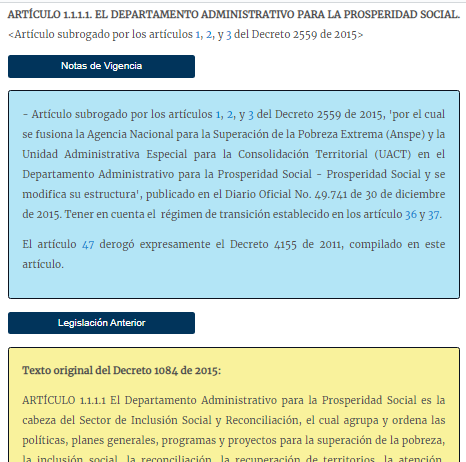 ARTÍCULO 1.1.1.1. EL DEPARTAMENTO ADMINISTRATIVO PARA LA PROSPERIDAD SOCIAL.
<Artículo subrogado por los artículos 1, 2, y 3 del Decreto 2559 de 2015>
Notas de Vigencia
- Artículo subrogado por los artículos 1, 2, y 3 del Decreto 2559 de 2015, 'por el cual
se fusiona la Agencia Nacional para la Superación de la Pobreza Extrema (Anspe) y la
Unidad Administrativa Especial para la Consolidación Territorial (UACT) en el
Departamento Administrativo para la Prosperidad Social - Prosperidad Social y se
modifica su estructura', publicado en el Diario Oficial No. 49.741 de 30 de diciembre
de 2015. Tener en cuenta el régimen de transición establecido en los artículo 36 y 37.
El artículo 47 derogó expresamente el Decreto 4155 de 2011, compilado en este
artículo.
Legislación Anterior
Texto original del Decreto 1084 de 2015:
ARTÍCULO 1.1.1.1 El Departamento Administrativo para la Prosperidad Social es la
cabeza del Sector de Inclusión Social y Reconciliación, el cual agrupa y ordena las
políticas, planes generales, programas y proyectos para la superación de la pobreza,
la inclusión social, la reconciliación, la recuperación de territorios, la atención,